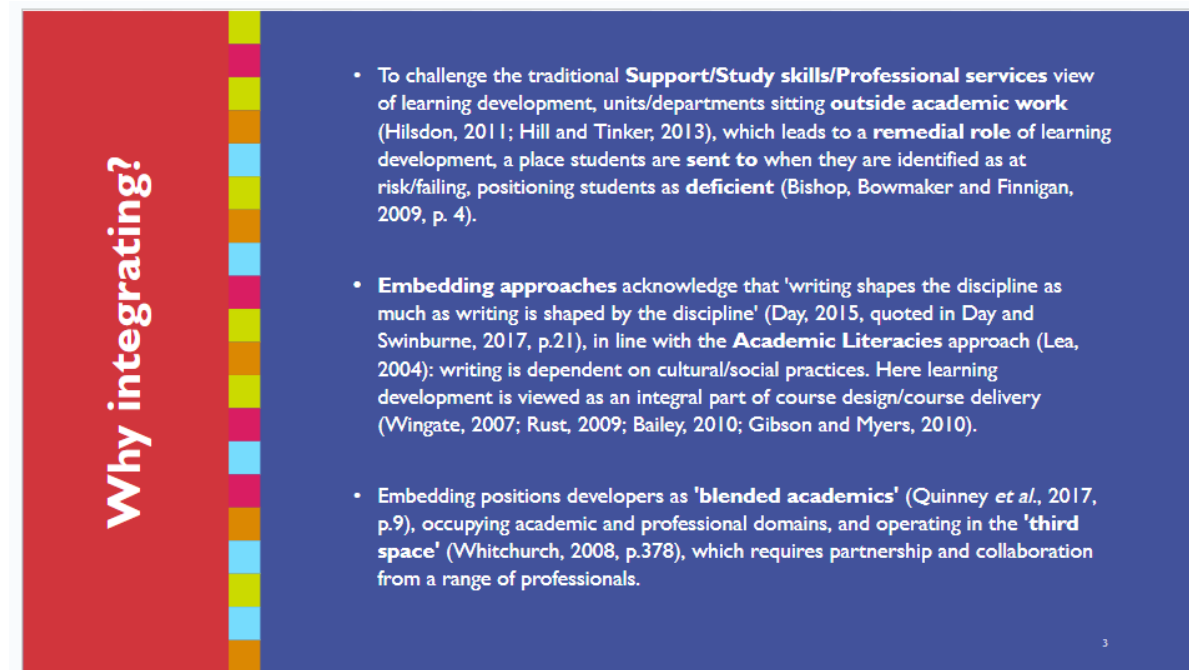 Why integrating?
• To challenge the traditional Support/Study skills/Professional services view
of learning development, units/departments sitting outside academic work
(Hilsdon, 2011; Hill and Tinker, 2013), which leads to a remedial role of learning
development, a place students are sent to when they are identified as at
risk/failing, positioning students as deficient (Bishop, Bowmaker and Finnigan,
2009, p. 4).
• Embedding approaches acknowledge that 'writing shapes the discipline as
much as writing is shaped by the discipline' (Day, 2015, quoted in Day and
Swinburne, 2017, p.21), in line with the Academic Literacies approach (Lea,
2004): writing is dependent on cultural/social practices. Here learning
development is viewed as an integral part of course design/course delivery
(Wingate, 2007; Rust, 2009; Bailey, 2010; Gibson and Myers, 2010).
• Embedding positions developers as 'blended academics' (Quinney et al., 2017,
p.9), occupying academic and professional domains, and operating in the 'third
space' (Whitchurch, 2008, p.378), which requires partnership and collaboration
from a range of professionals.
3